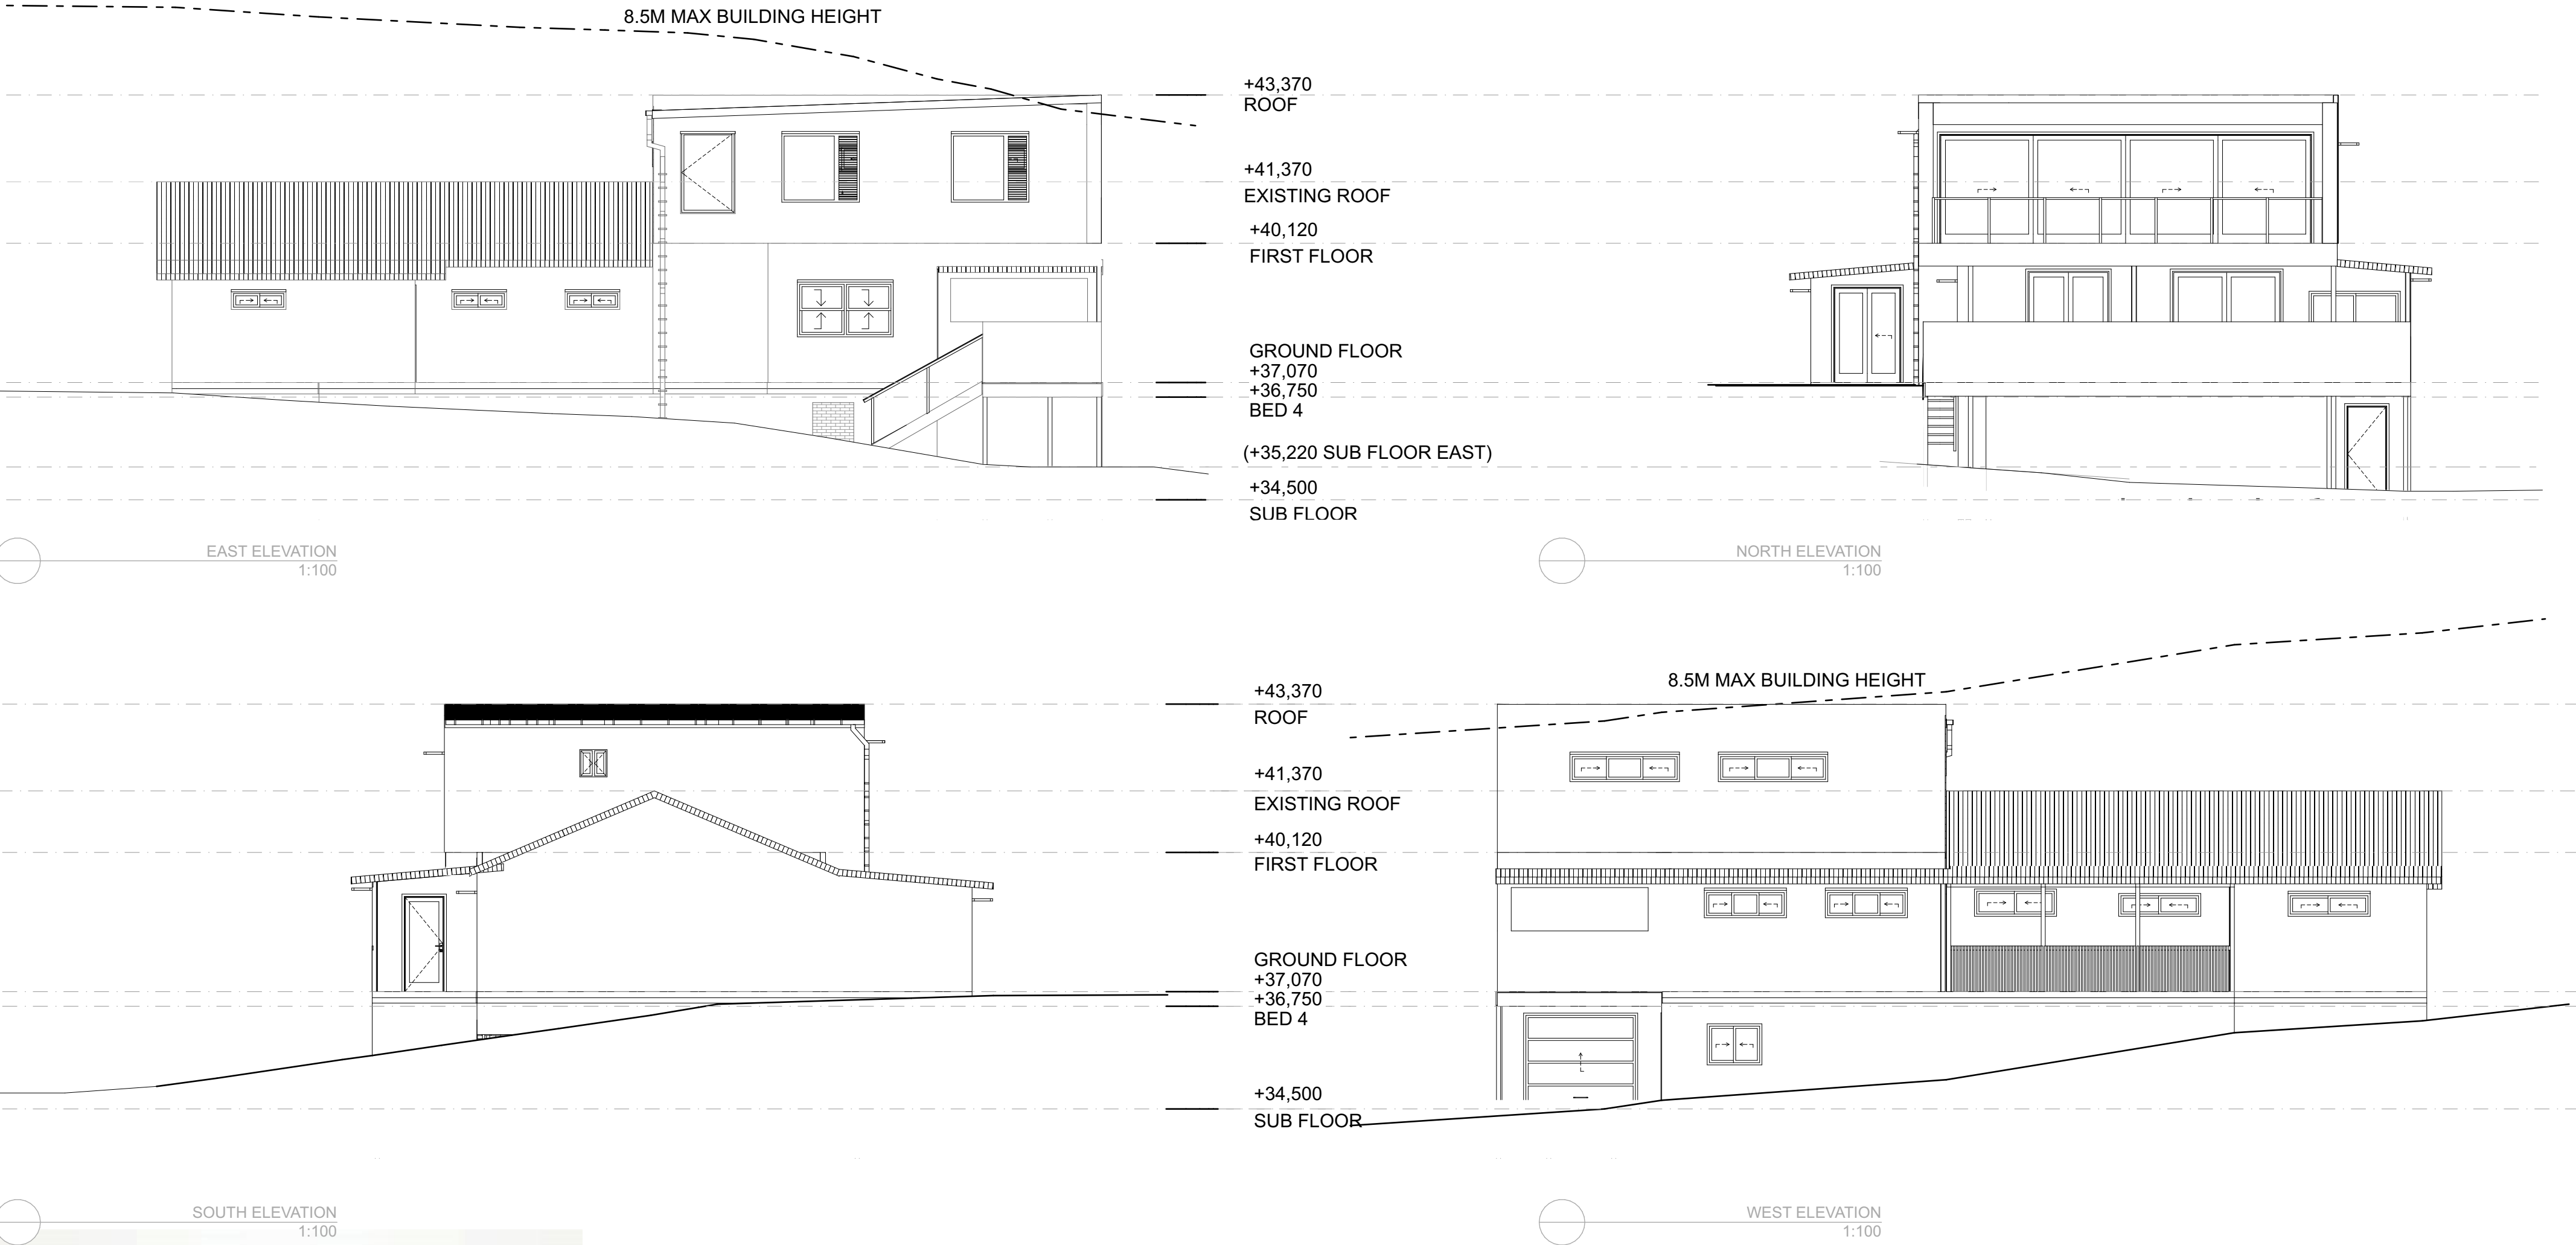 8.5M MAX BUILDING HEIGHT
+43,370
ROOF
+41,370
EXISTING ROOF
+40,120
FIRST FLOOR
GROUND FLOOR
+37,070
+36,750
BED 4
(+35,220 SUB FLOOR EAST)
+34,500
SUB FLOOR
EAST ELEVATION
1:100
NORTH ELEVATION
1:100
8.5M MAX BUILDING HEIGHT
+43,370
ROOF
+41,370
EXISTING ROOF
+40,120
FIRST FLOOR
GROUND FLOOR
+37,070
+36,750
BED 4
+34,500
SUB FLOOR
SOUTH ELEVATION
1:100
WEST ELEVATION
1:100